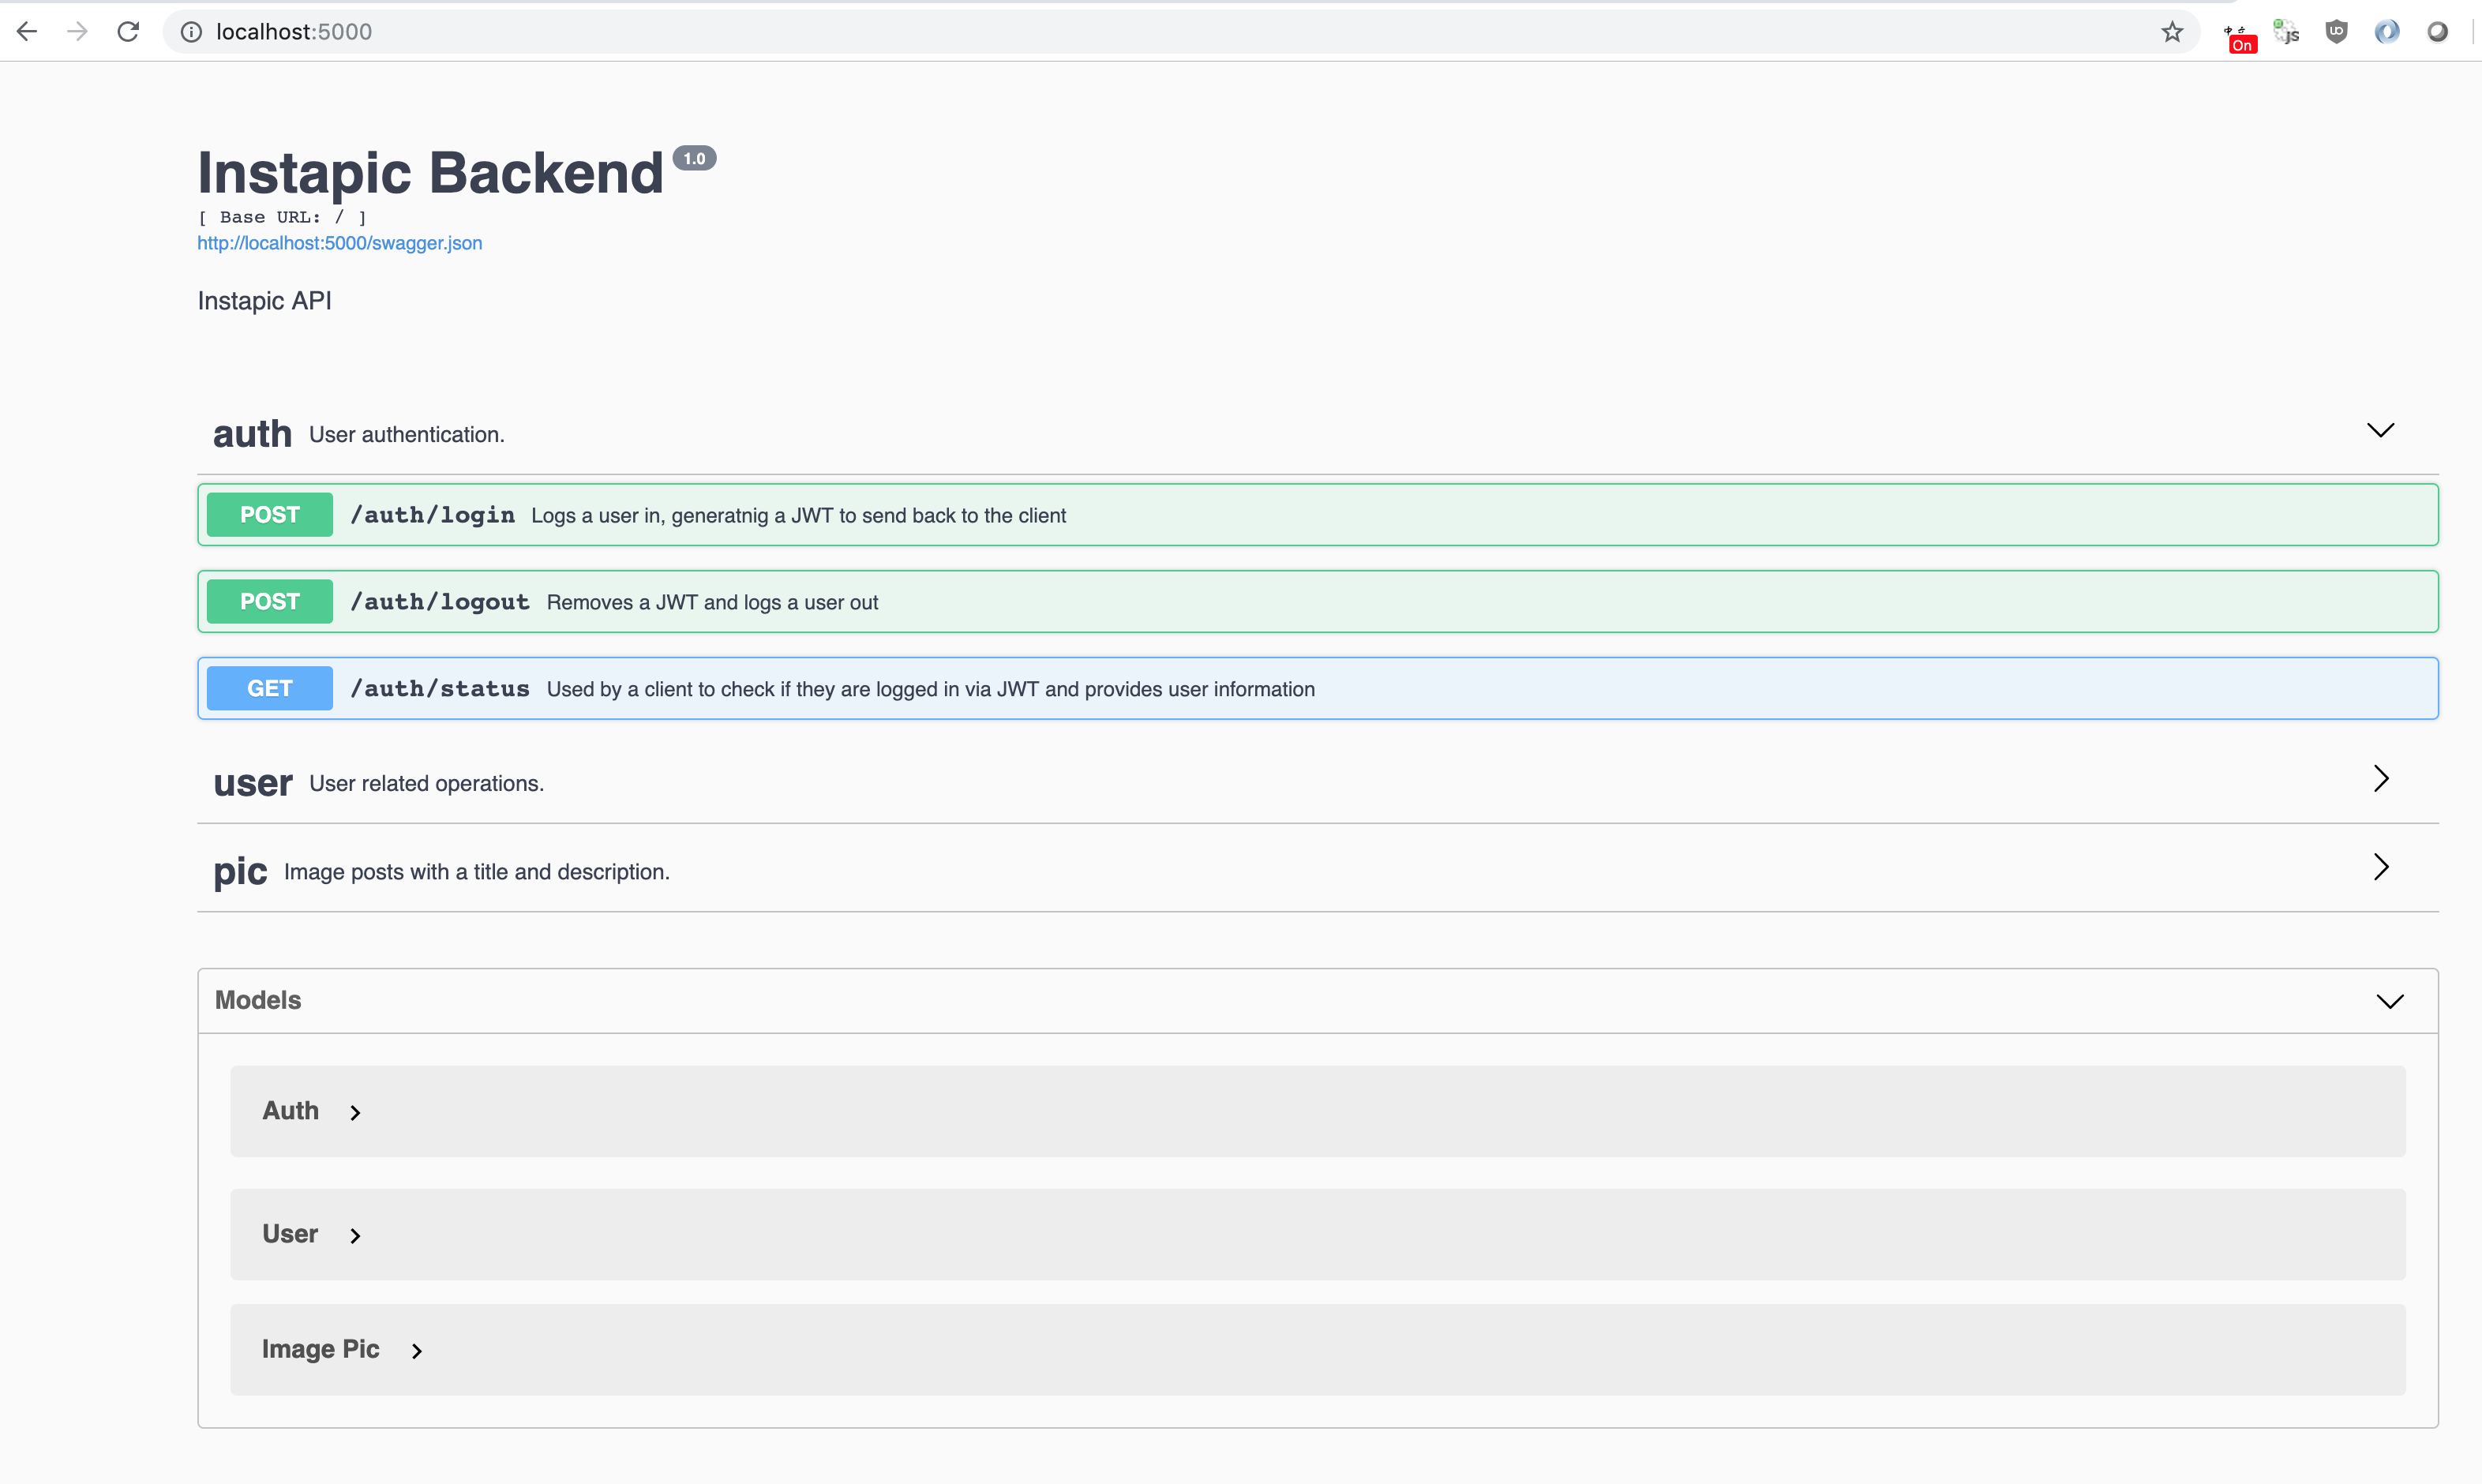 localhost:5000
On
JS
UO
Instapic Backend 1.0
[ Base URL: / ]
http://localhost:5000/swagger.json
Instapic API
auth User authentication.
POST /auth/login Logs a user in, generatnig a JWT to send back to the client
POST /auth/logout Removes a JWT and logs a user out
GET /auth/status Used by a client to check if they are logged in via JWT and provides user information
user User related operations.
pic Image posts with a title and description.
Models
Auth
User
Image Pic